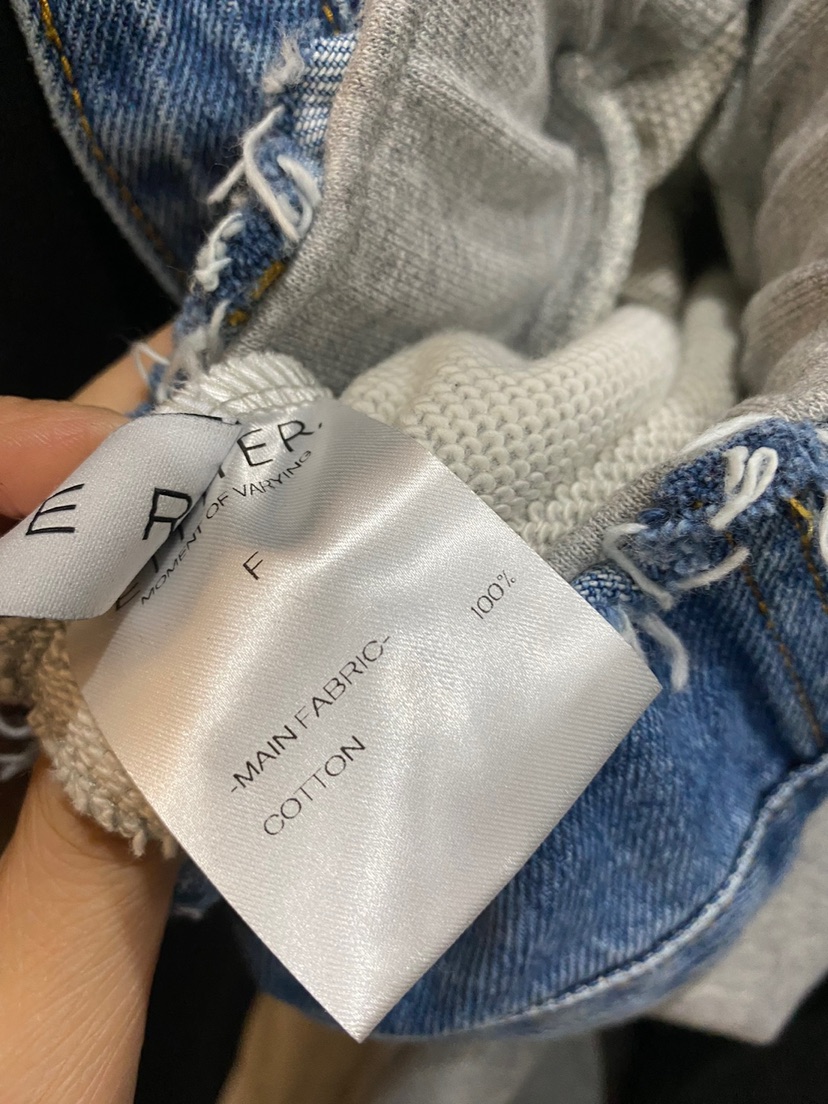 MOMENT OF VARYING
F
-MAIN FABRIC-
COTTON 100%